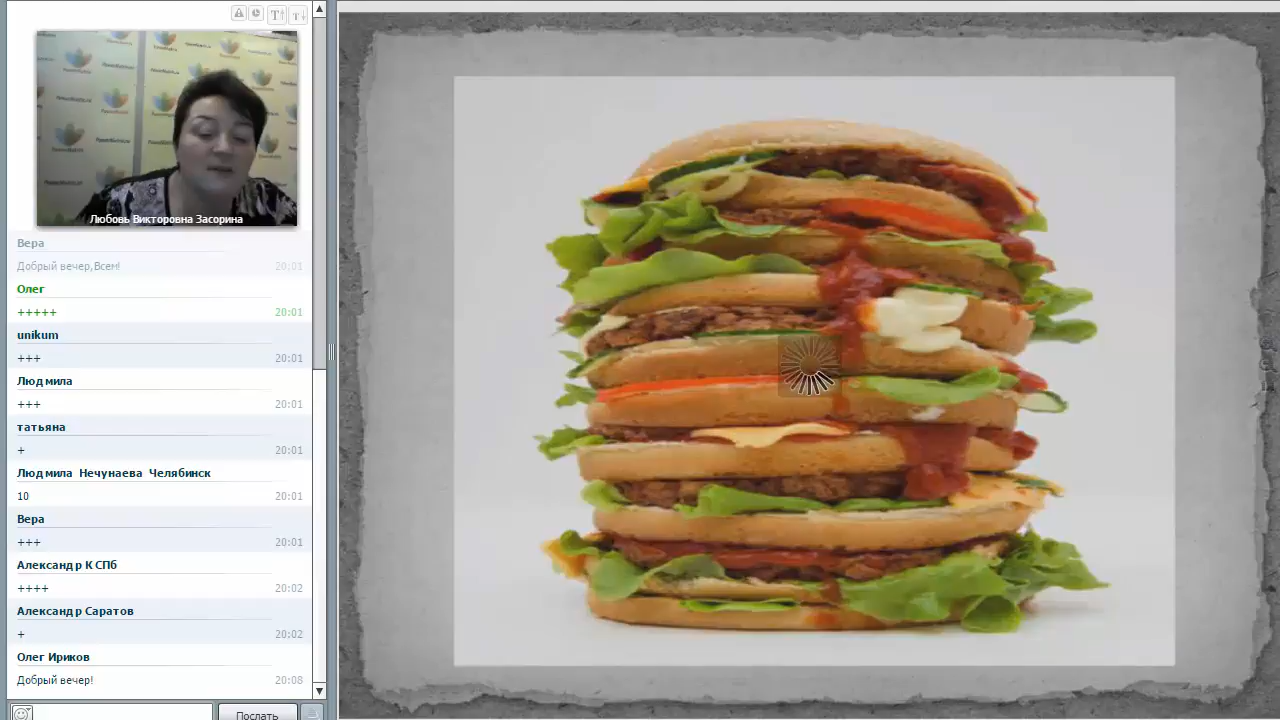 Любовь Викторовна Засорина
Вера
Добрый вечер,Всем!
20:01
Олег
+++++
20:01
unikum
+++
20:01
Людмила
+++
20:01
татьяна
+
20:01
Людмила Нечунаева Челябинск
10
20:01
Вера
+++
20:01
Александр К СПб
++++
20:02
Александр Саратов
+
20:02
Олег Ириков
Добрый вечер!
20:08
Послать